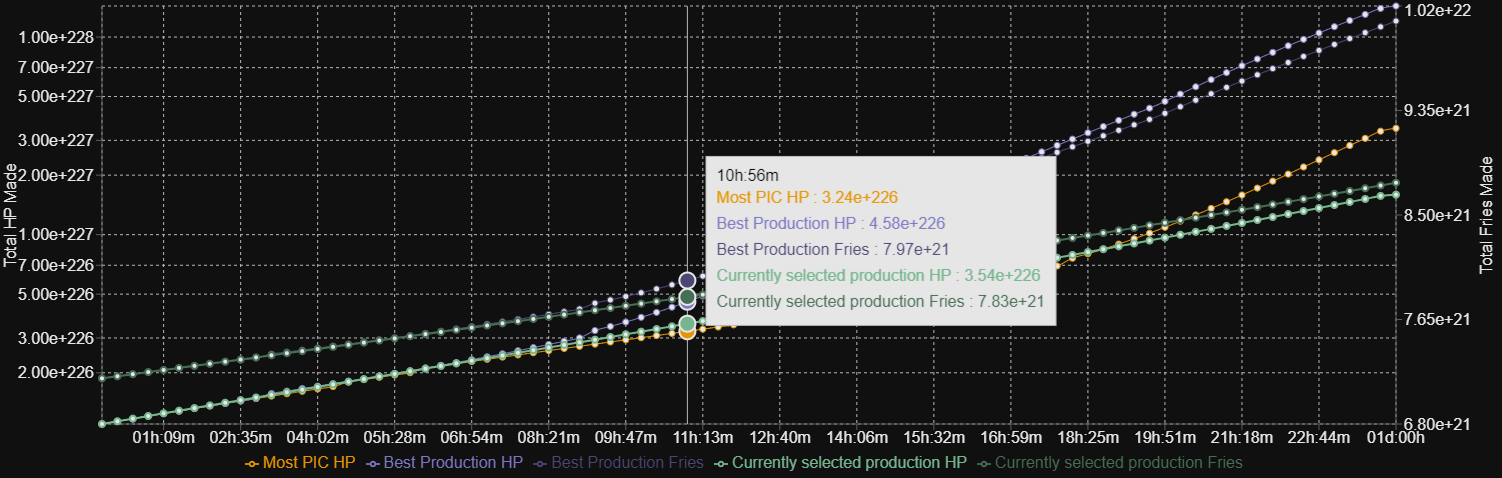 1.00e+228
7.00e+227
5.00e+227
3.00e+227
2.00e+227
1.00e+227
7.00e+226
5.00e+226
3.00e+226
2.00e+226
Total HP Made
1.02e+22
9.35e+21
8.50e+21
7.65e+21
6.80e+21
Total Fries Made
10h:56m
Most PIC HP : 3.24e+226
Best Production HP : 4.58e+226
Best Production Fries : 7.97e+21
Currently selected production HP : 3.54e+226
Currently selected production Fries : 7.83e+21
01h:09m 02h:35m 04h:02m 05h:28m 06h:54m 08h:21m 09h:47m 11h:13m 12h:40m 14h:06m 15h:32m 16h:59m 18h:25m 19h:51m 21h:18m 22h:44m 01d:00h
Most PIC HP Best Production HP Best Production Fries Currently selected production HP Currently selected production Fries